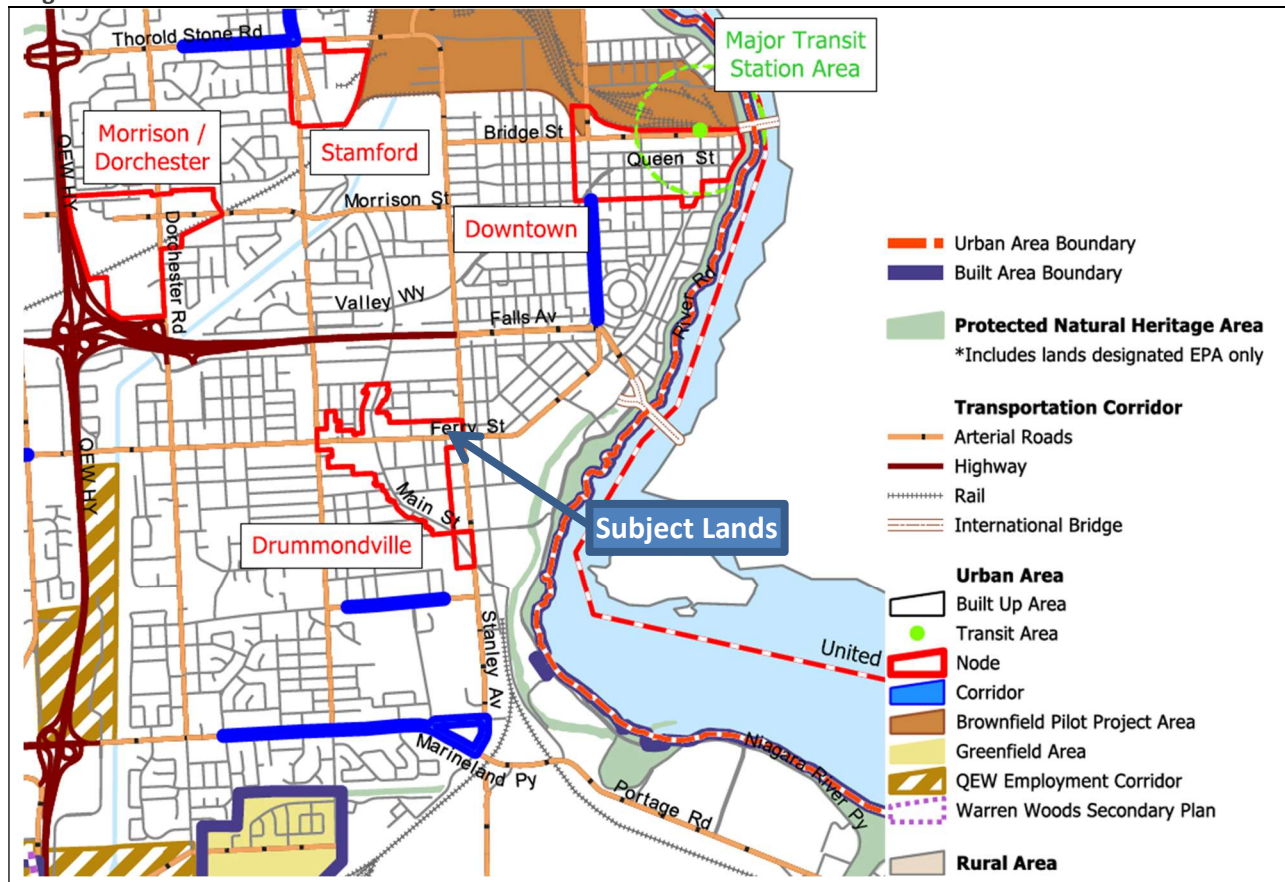 Thorold Stone Rd
Major Transit
Station Area
Morrison /
Dorchester
Stamford
Bridge St
Queen St
QEW HY
Morrison St
Downtown
Dorchester Rd
Valley Wy
Falls Av
River Rd
Ferry St
QEW HY
Main St
Subject Lands
Drummondville
Stanley Av
United
Marineland Py
Portage Rd
Niagara River Py
Urban Area Boundary
Built Area Boundary
Protected Natural Heritage Area
*Includes lands designated EPA only
Transportation Corridor
Arterial Roads
Highway
Rail
International Bridge
Urban Area
Built Up Area
Transit Area
Node
Corridor
Brownfield Pilot Project Area
Greenfield Area
QEW Employment Corridor
Warren Woods Secondary Plan
Rural Area